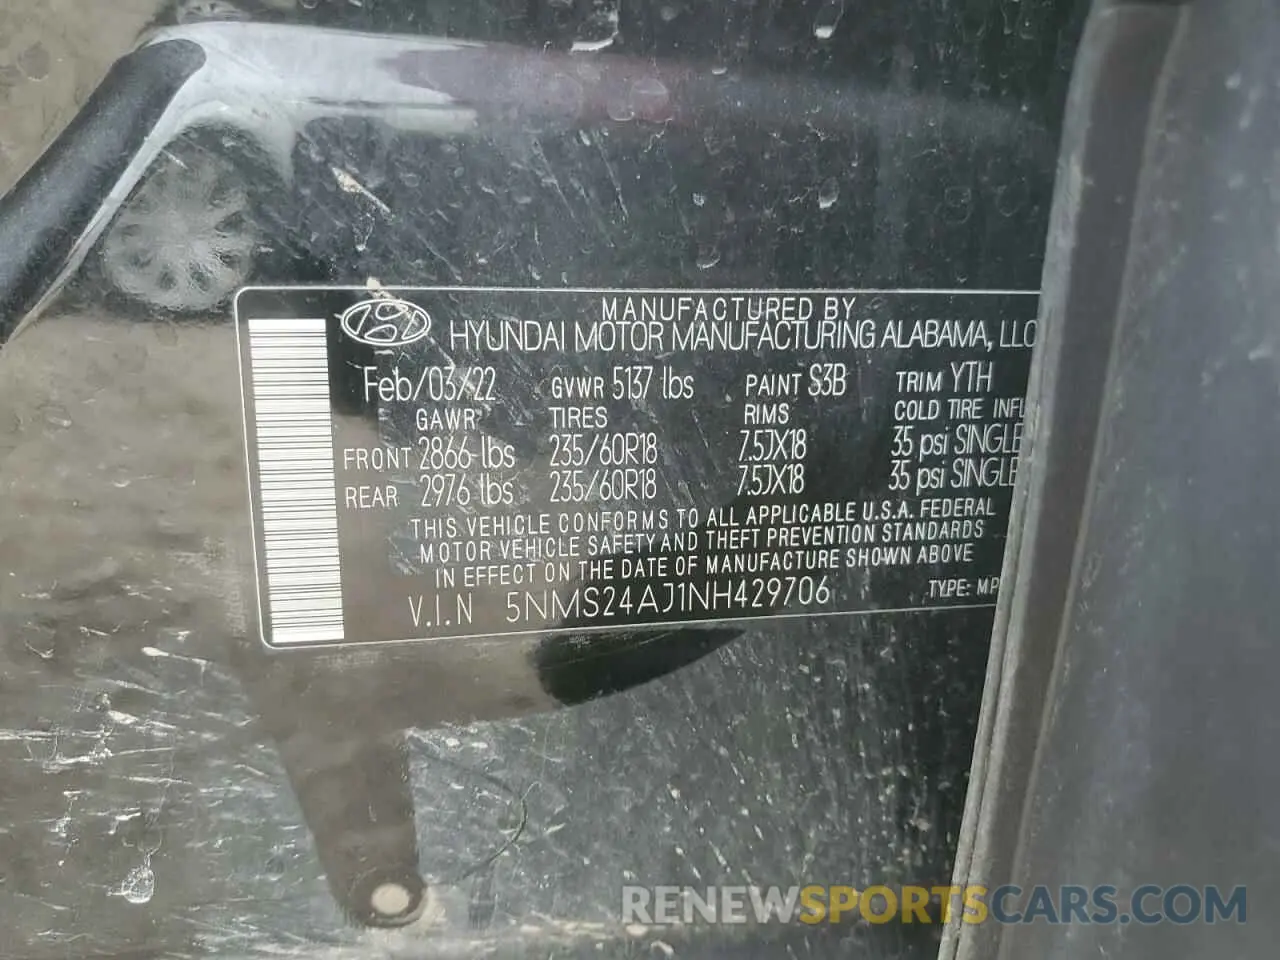 MANUFACTURED BY
HYUNDAI MOTOR MANUFACTURING ALABAMA, LLC
Feb/03/22 GVWR 5137 lbs PAINT S3B TRIM YTH
GAWR TIRES RIMS COLD TIRE INFL
FRONT 2866 lbs 235/60R18 7.5JX18 35 psi SINGLE
REAR 2976 lbs 235/60R18 7.5JX18 35 psi SINGLE
THIS VEHICLE CONFORMS TO ALL APPLICABLE U.S.A. FEDERAL
MOTOR VEHICLE SAFETY AND THEFT PREVENTION STANDARDS
IN EFFECT ON THE DATE OF MANUFACTURE SHOWN ABOVE
V.I.N 5NMS24AJ1NH429706 TYPE: MP
RENEWSPORTSCARS.COM